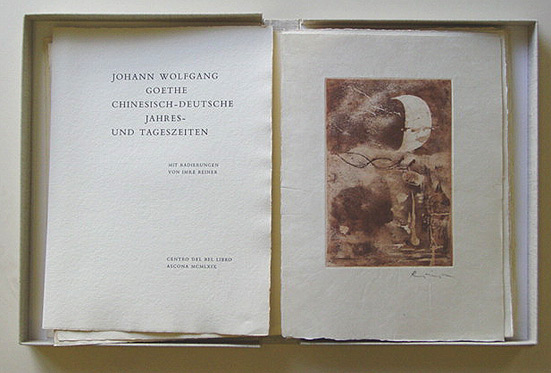 JOHANN WOLFGANG
GOETHE
CHINESISCH-DEUTSCHE
JAHRES-
UND TAGESZEITEN
MIT RADIERUNGEN
VON IMRE REINER
CENTRO DEL BEL LIBRO
ASCONA MCMLXIX